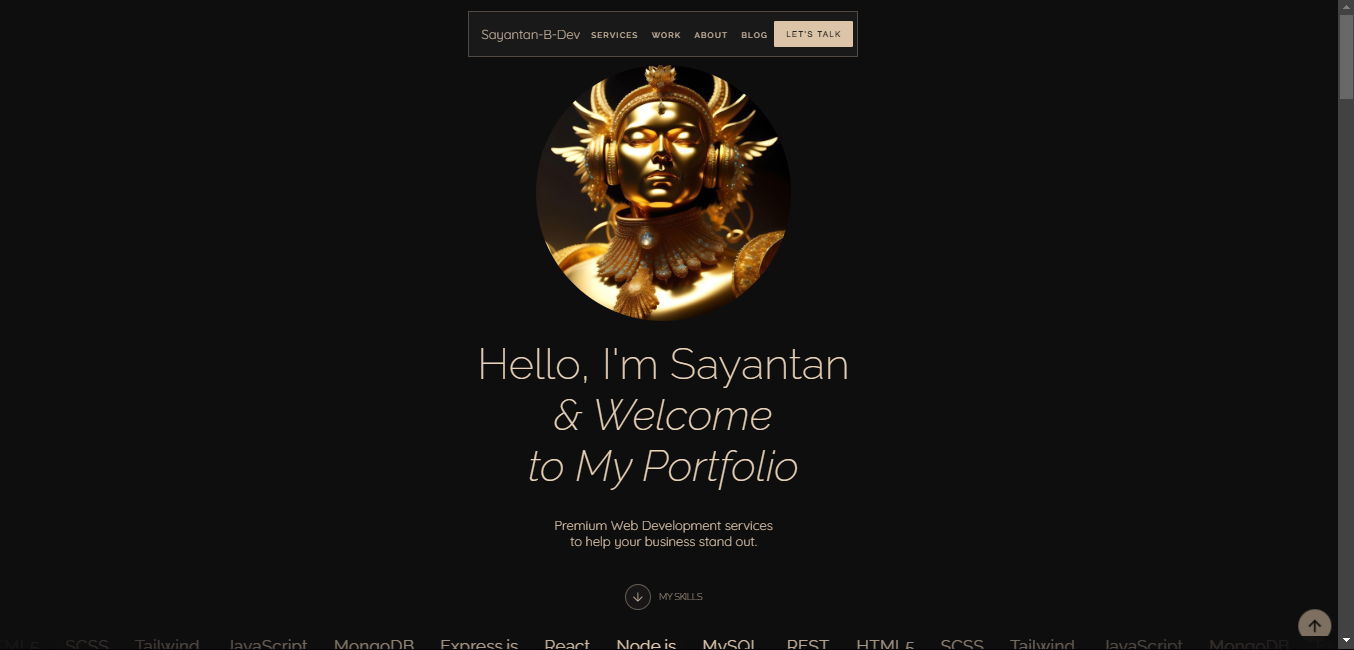 Sayantan-B-Dev SERVICES WORK ABOUT BLOG LET'S TALK
Hello, I'm Sayantan
& Welcome
to My Portfolio
Premium Web Development services
to help your business stand out.
MY SKILLS
SCSS Tailwind JavaScript MongoDB Express.js React Node.js MySQL REST HTML5 SCSS Tailwind JavaScript MongoDB